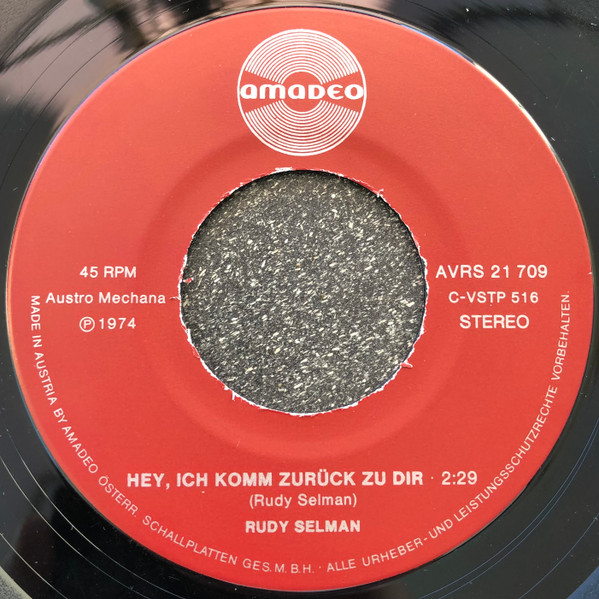 amadeo
45 RPM
Austro Mechana
Ⓟ 1974
AVRS 21 709
C-VSTP 516
STEREO
HEY, ICH KOMM ZURÜCK ZU DIR · 2:29
(Rudy Selman)
RUDY SELMAN
MADE IN AUSTRIA BY AMADEO ÖSTERR. SCHALLPLATTEN GES.M.B.H. · ALLE URHEBER- UND LEISTUNGSSCHUTZRECHTE VORBEHALTEN.